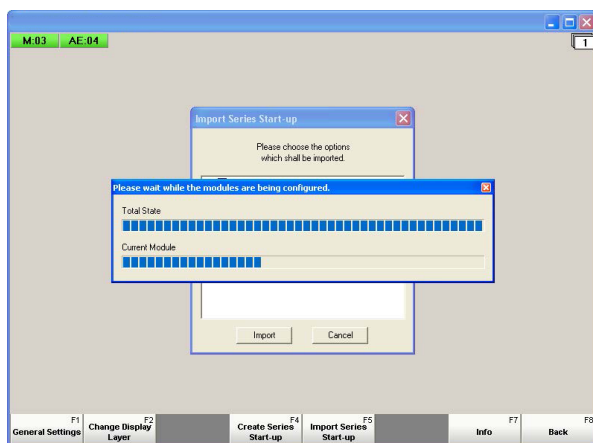 M:03 AE:04
1
Import Series Start-up
Please choose the options
which shall be imported.
Please wait while the modules are being configured.
Total State
Current Module
Import Cancel
F1 F2 F4 F5 F7 F8
General Settings Change Display Layer Create Series Start-up Import Series Start-up Info Back